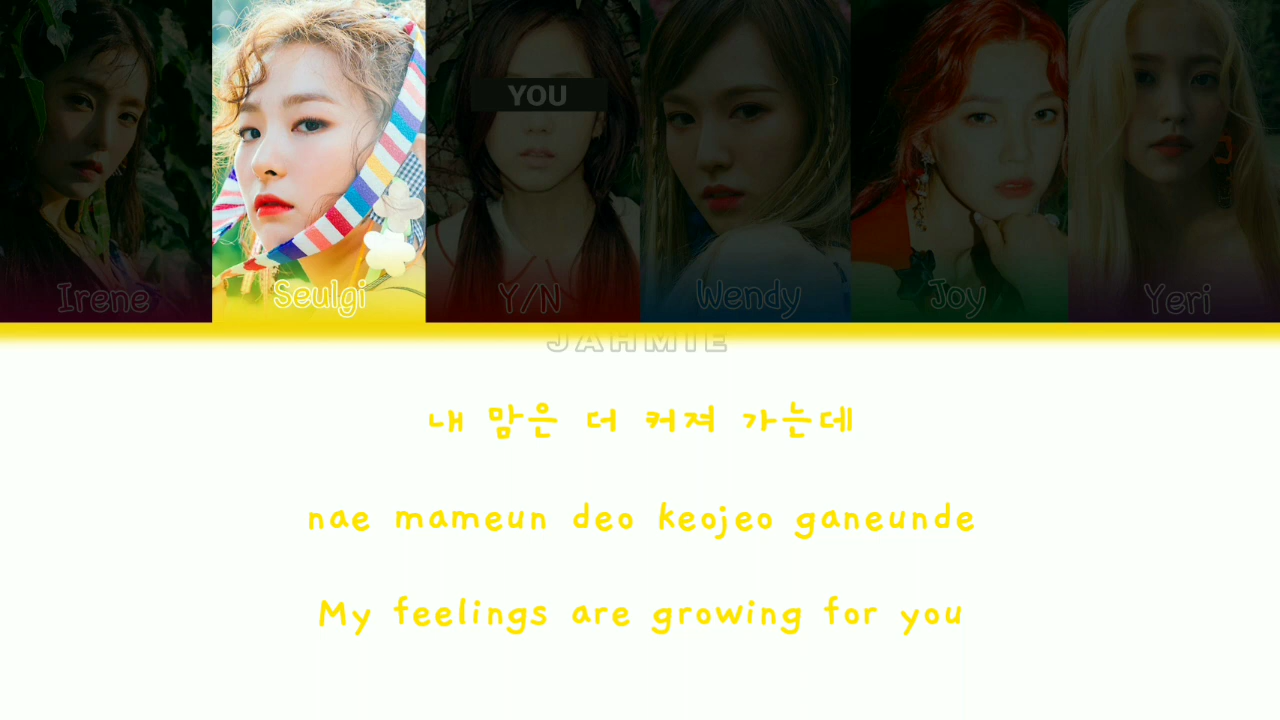 YOU
Irene Seulgi Y/N Wendy Joy Yeri
JAHMIE
내 맘은 더 커져 가는데
nae mameun deo keojeo ganeunde
My feelings are growing for you